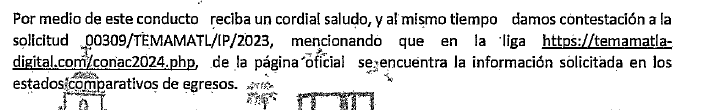 Por medio de este conducto reciba un cordial saludo, y al mismo tiempo damos contestación a la
solicitud 00309/TEMAMATL/IP/2023, mencionando que en la liga https://temamatla-
digital.com/conac2024.php, de la página oficial se encuentra la información solicitada en los
estados comparativos de egresos.